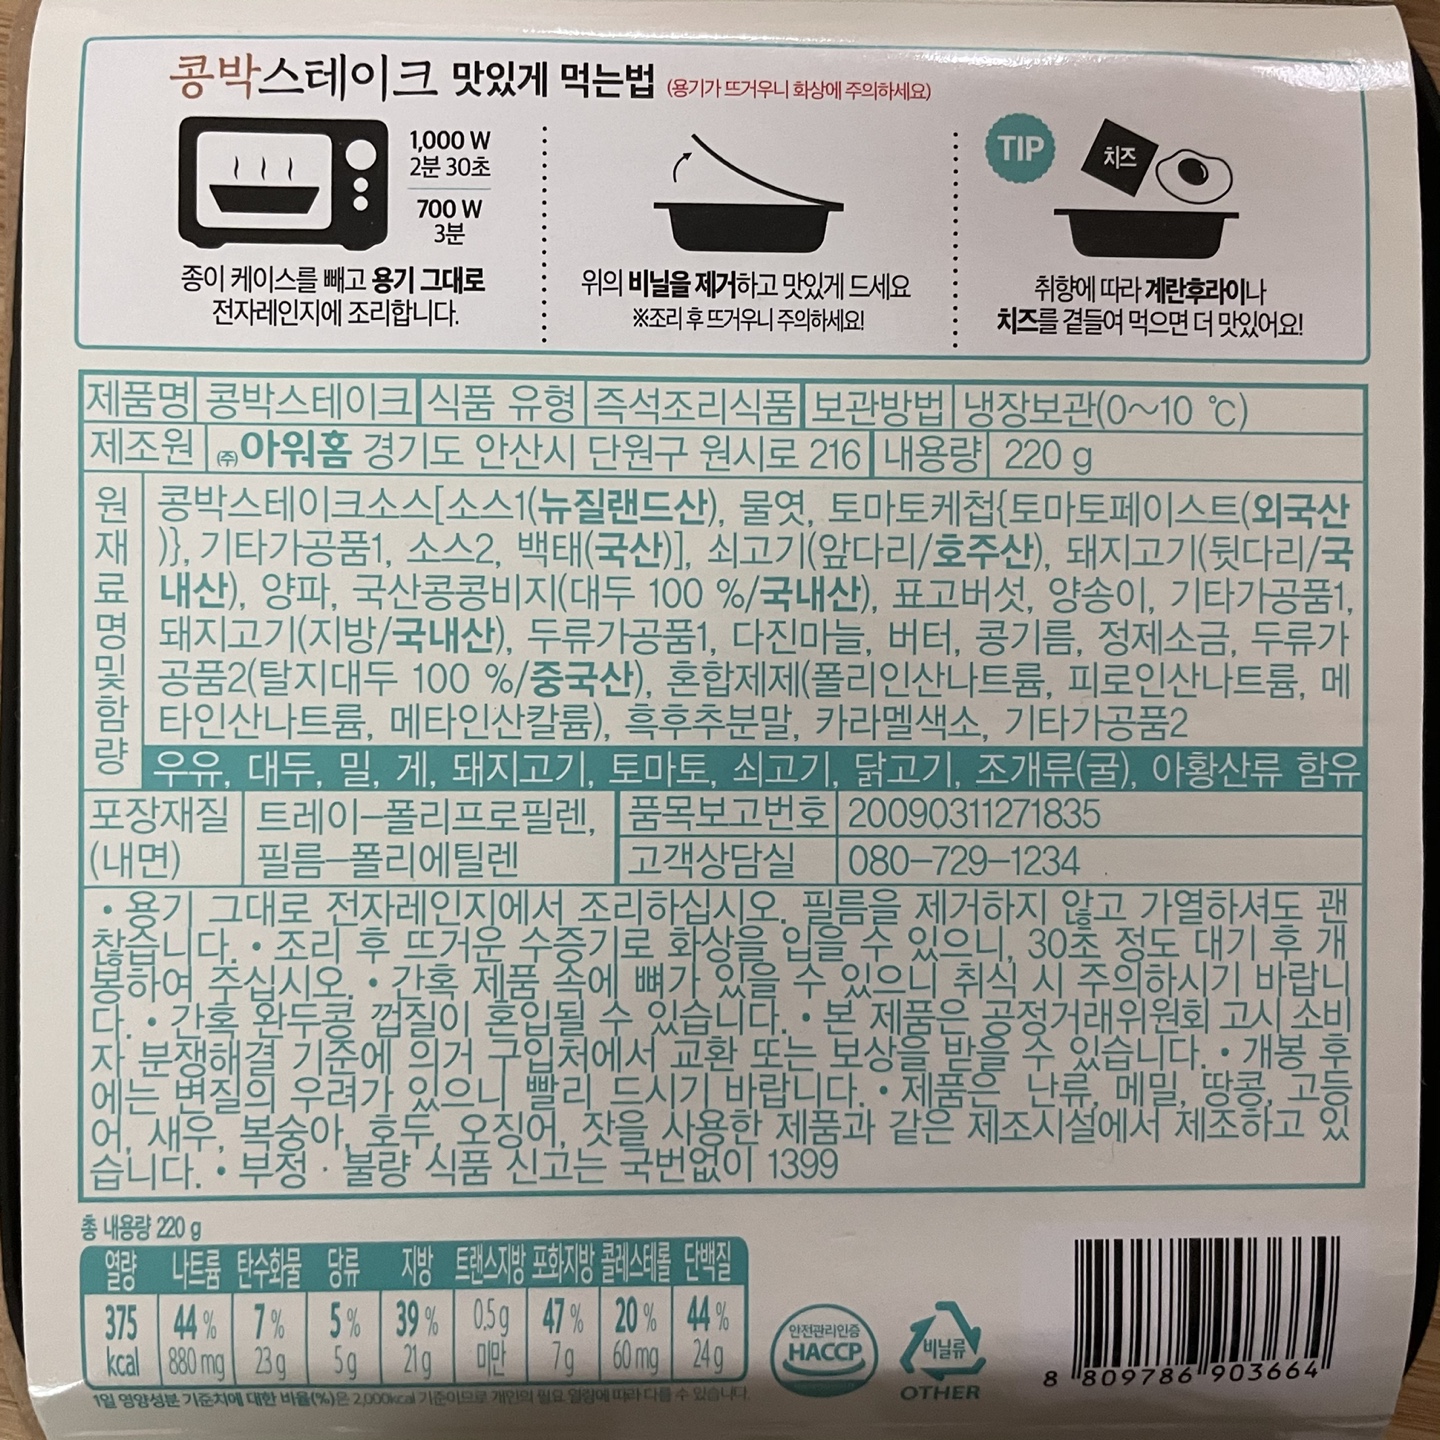 콩박스테이크 맛있게 먹는법 (용기가 뜨거우니 화상에 주의하세요)
1,000 W
2분 30초
700 W
3분
종이 케이스를 빼고 용기 그대로
전자레인지에 조리합니다.
위의 비닐을 제거하고 맛있게 드세요
※조리 후 뜨거우니 주의하세요!
TIP
치즈
취향에 따라 계란후라이나
치즈를 곁들여 먹으면 더 맛있어요!
제품명 콩박스테이크 식품 유형 즉석조리식품 보관방법 냉장보관(0~10 ℃)
제조원 ㈜아워홈 경기도 안산시 단원구 원시로 216 내용량 220 g
원재료명및함량
콩박스테이크소스[소스1(뉴질랜드산), 물엿, 토마토케첩{토마토페이스트(외국산
)}, 기타가공품1, 소스2, 백태(국산)], 쇠고기(앞다리/호주산), 돼지고기(뒷다리/국
내산), 양파, 국산콩콩비지(대두 100 %/국내산), 표고버섯, 양송이, 기타가공품1,
돼지고기(지방/국내산), 두류가공품1, 다진마늘, 버터, 콩기름, 정제소금, 두류가
공품2(탈지대두 100 %/중국산), 혼합제제(폴리인산나트륨, 피로인산나트륨, 메
타인산나트륨, 메타인산칼륨), 흑후추분말, 카라멜색소, 기타가공품2
우유, 대두, 밀, 게, 돼지고기, 토마토, 쇠고기, 닭고기, 조개류(굴), 아황산류 함유
포장재질 트레이-폴리프로필렌, 품목보고번호 20090311271835
(내면) 필름-폴리에틸렌 고객상담실 080-729-1234
• 용기 그대로 전자레인지에서 조리하십시오. 필름을 제거하지 않고 가열하셔도 괜
찮습니다. • 조리 후 뜨거운 수증기로 화상을 입을 수 있으니, 30초 정도 대기 후 개
봉하여 주십시오. • 간혹 제품 속에 뼈가 있을 수 있으니 취식 시 주의하시기 바랍니
다. • 간혹 완두콩 껍질이 혼입될 수 있습니다. • 본 제품은 공정거래위원회 고시 소비
자 분쟁해결 기준에 의거 구입처에서 교환 또는 보상을 받을 수 있습니다. • 개봉 후
에는 변질의 우려가 있으니 빨리 드시기 바랍니다. • 제품은 난류, 메밀, 땅콩, 고등
어, 새우, 복숭아, 호두, 오징어, 잣을 사용한 제품과 같은 제조시설에서 제조하고 있
습니다. • 부정 · 불량 식품 신고는 국번없이 1399
총 내용량 220 g
열량 나트륨 탄수화물 당류 지방 트랜스지방 포화지방 콜레스테롤 단백질
375 44 % 7 % 5 % 39 % 0.5 g 47 % 20 % 44 %
kcal 880 mg 23 g 5 g 21 g 미만 7 g 60 mg 24 g
1일 영양성분 기준치에 대한 비율(%)은 2,000kcal 기준이므로 개인의 필요 열량에 따라 다를 수 있습니다.
안전관리인증
HACCP
비닐류
OTHER
8 809786 903664